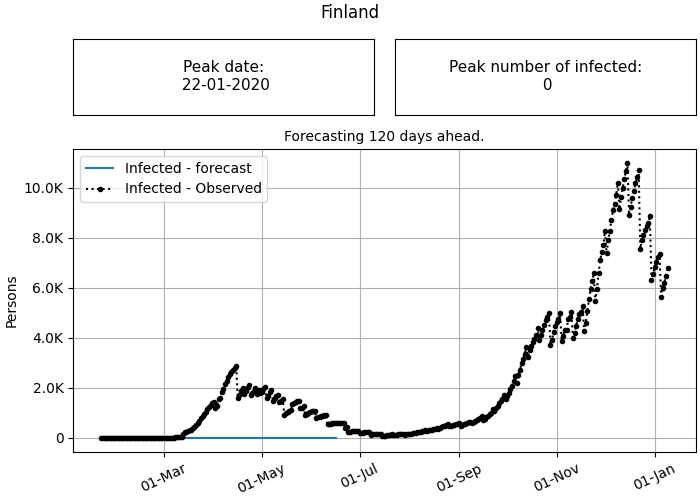 Finland
Peak date:
22-01-2020
Peak number of infected:
0
Forecasting 120 days ahead.
Infected - forecast
Infected - Observed
10.0K
8.0K
6.0K
4.0K
2.0K
0
Persons
01-Mar
01-May
01-Jul
01-Sep
01-Nov
01-Jan